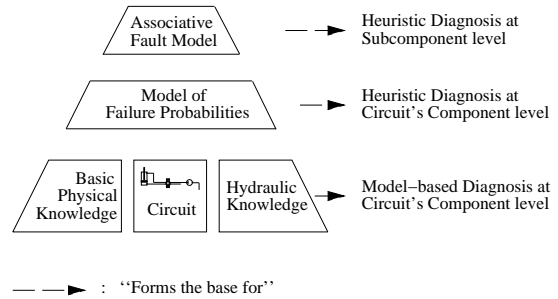 Associative
Fault Model
Heuristic Diagnosis at
Subcomponent level
Model of
Failure Probabilities
Heuristic Diagnosis at
Circuit's Component level
Basic
Physical
Knowledge
Circuit
Hydraulic
Knowledge
Model−based Diagnosis at
Circuit's Component level
: ‘‘Forms the base for’’